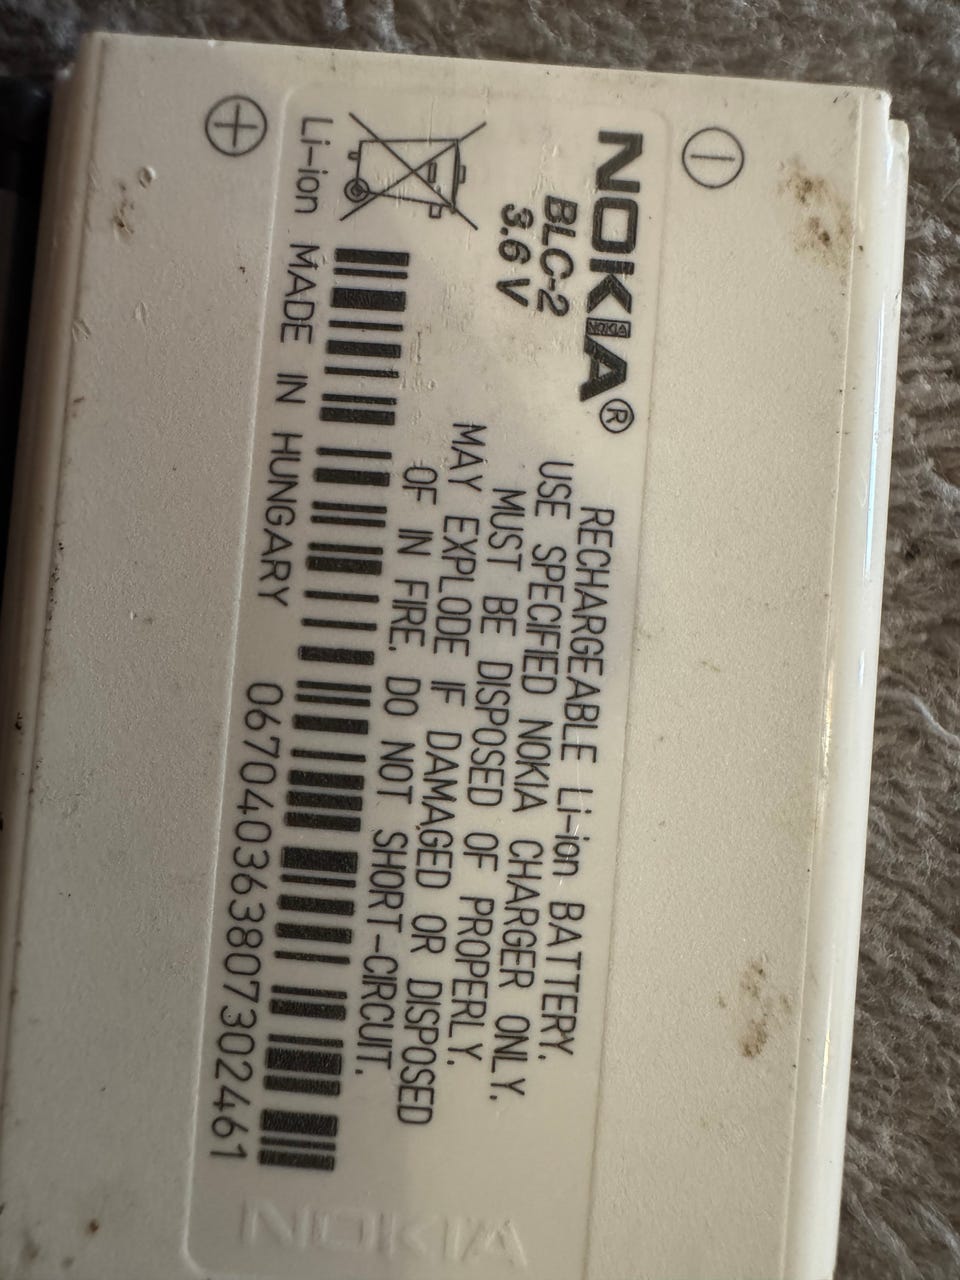 NOKIA®
BLC-2
3.6 V
RECHARGEABLE Li-ion BATTERY.
USE SPECIFIED NOKIA CHARGER ONLY.
MUST BE DISPOSED OF PROPERLY.
MAY EXPLODE IF DAMAGED OR DISPOSED
OF IN FIRE. DO NOT SHORT-CIRCUIT.
Li-ion MADE IN HUNGARY 067040363807302461
NOKIA